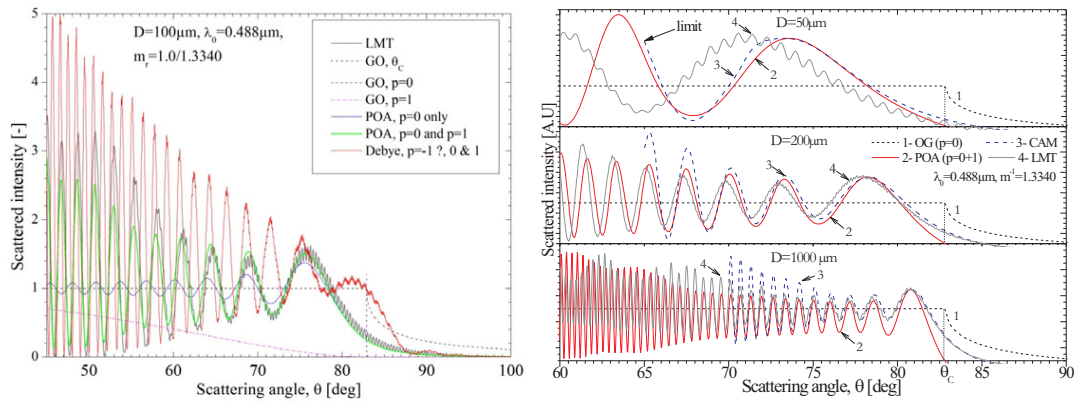 D=100μm, λ0=0.488μm,
mr=1.0/1.3340
LMT
GO, θC
GO, p=0
GO, p=1
POA, p=0 only
POA, p=0 and p=1
Debye, p=-1 ?, 0 & 1
Scattered intensity [-]
5
4
3
2
1
0
50
60
70
80
90
100
Scattering angle, θ [deg]
D=50μm
limit
4
3
2
1
D=200μm
1- OG (p=0)
3- CAM
2- POA (p=0+1)
4- LMT
λ0=0.488μm, m-1=1.3340
3
4
1
2
D=1000 μm
4
3
1
2
Scattered intensity [A.U]
60
65
70
75
80
θC
85
90
Scattering angle, θ [deg]